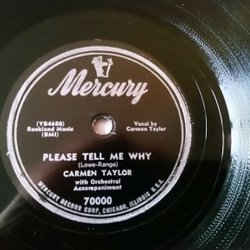 Mercury
(YB4688)
Rockland Music
(BMI)
Vocal by
Carmen Taylor
PLEASE TELL ME WHY
(Lowe-Range)
CARMEN TAYLOR
with Orchestral
Accompaniment
70000
MERCURY RECORD CORP., CHICAGO, ILLINOIS, U.S.A.